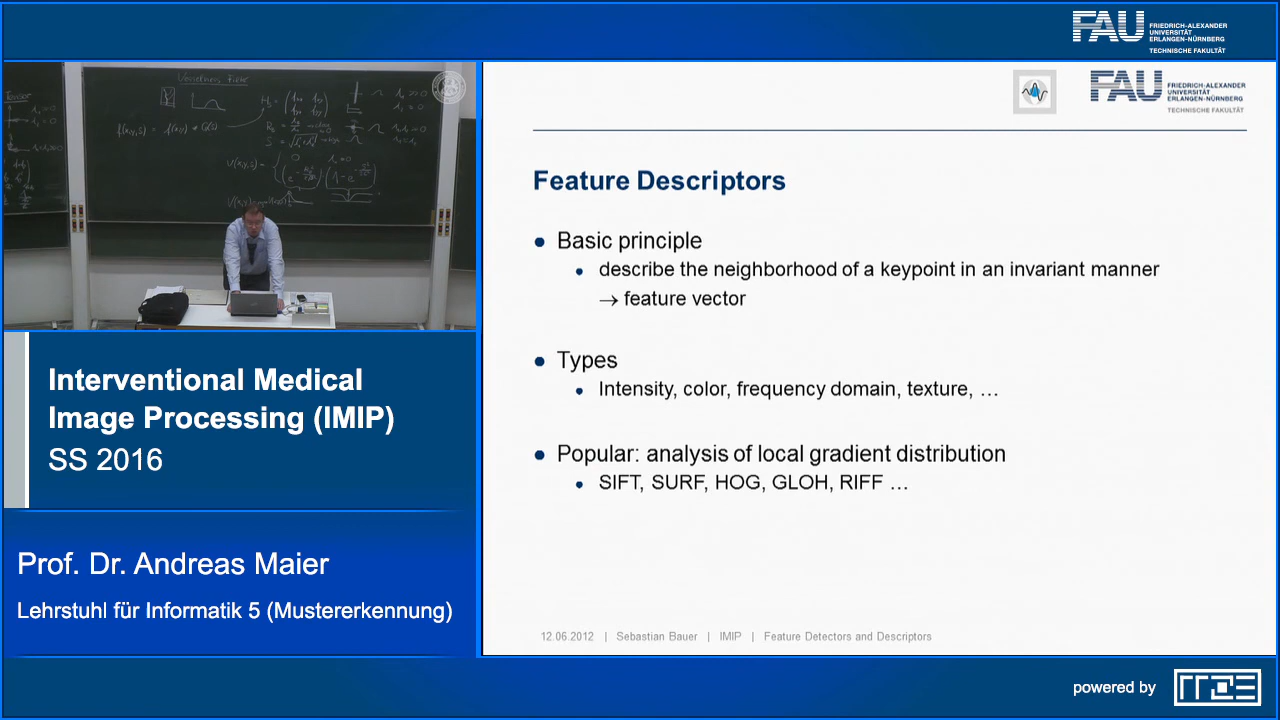 FAU
FRIEDRICH-ALEXANDER
UNIVERSITÄT
ERLANGEN-NÜRNBERG
TECHNISCHE FAKULTÄT
FAU
FRIEDRICH-ALEXANDER
UNIVERSITÄT
ERLANGEN-NÜRNBERG
TECHNISCHE FAKULTÄT
Feature Descriptors
• Basic principle
• describe the neighborhood of a keypoint in an invariant manner
→ feature vector
• Types
• Intensity, color, frequency domain, texture, …
• Popular: analysis of local gradient distribution
• SIFT, SURF, HOG, GLOH, RIFF …
12.06.2012 | Sebastian Bauer | IMIP | Feature Detectors and Descriptors
Interventional Medical
Image Processing (IMIP)
SS 2016
Prof. Dr. Andreas Maier
Lehrstuhl für Informatik 5 (Mustererkennung)
powered by